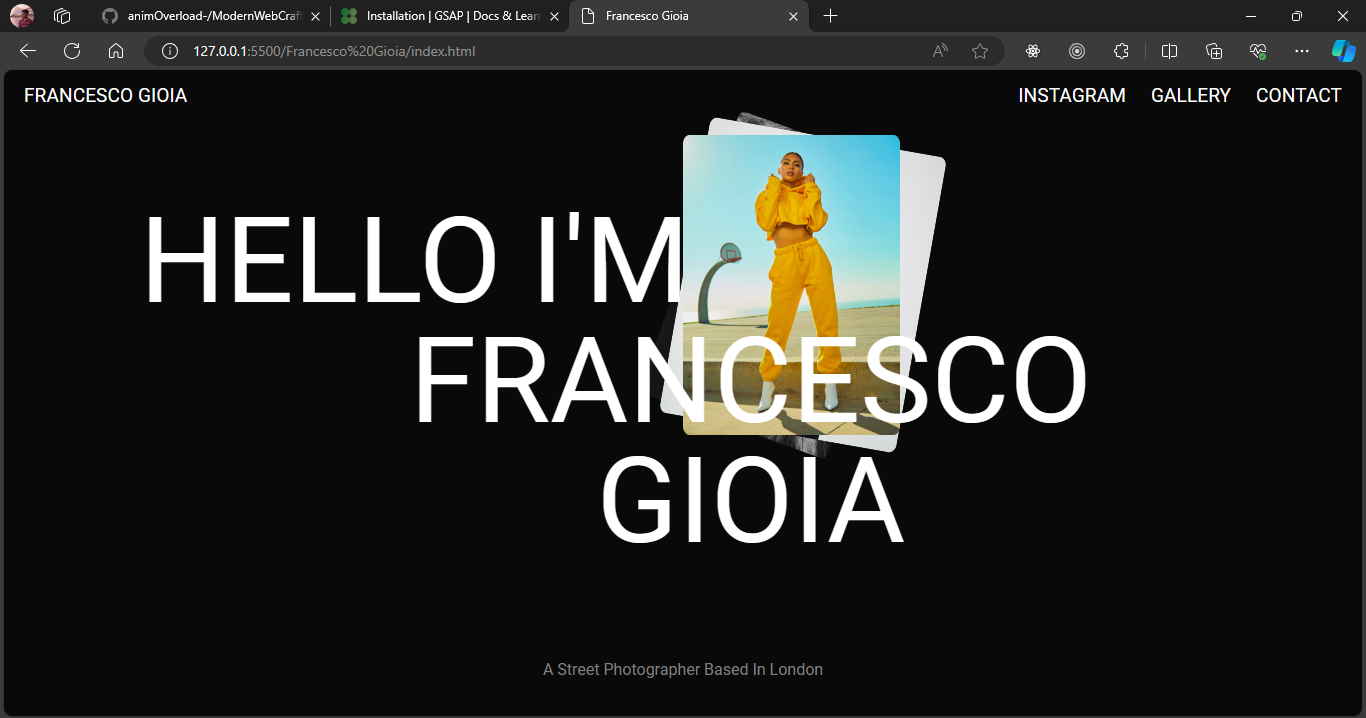 animOverload-/ModernWebCraft
Installation | GSAP | Docs & Learn
Francesco Gioia
127.0.0.1:5500/Francesco%20Gioia/index.html
FRANCESCO GIOIA
INSTAGRAM GALLERY CONTACT
HELLO I'M
FRANCESCO
GIOIA
A Street Photographer Based In London